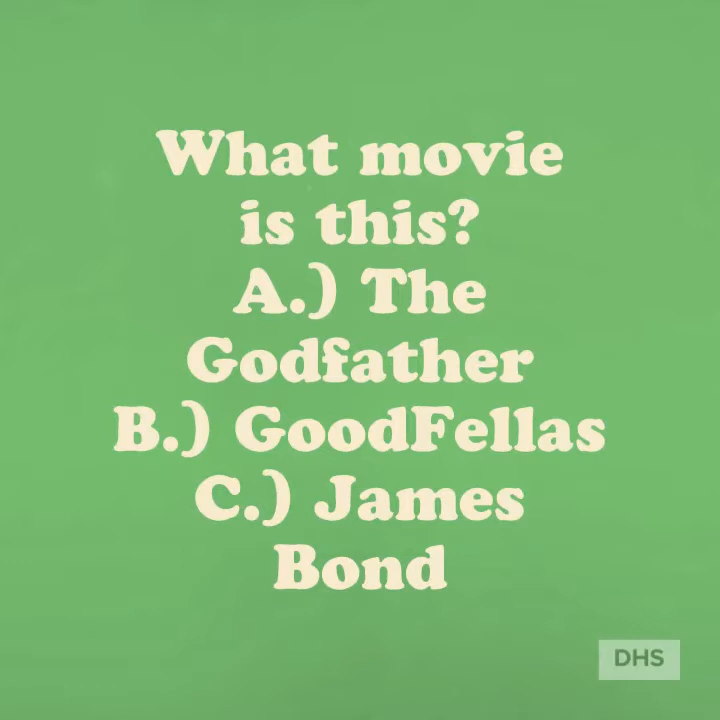 What movie
is this?
A.) The
Godfather
B.) GoodFellas
C.) James
Bond
DHS